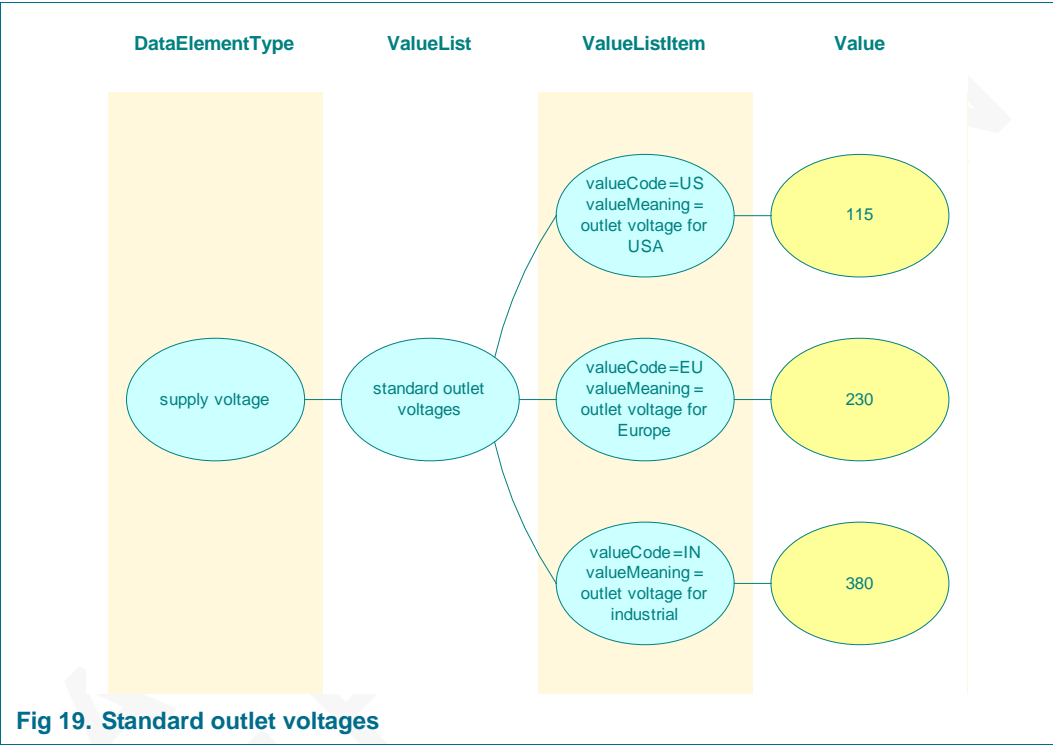 DataElementType ValueList ValueListItem Value
valueCode=US
valueMeaning =
outlet voltage for
USA
115
supply voltage
standard outlet
voltages
valueCode=EU
valueMeaning =
outlet voltage for
Europe
230
valueCode=IN
valueMeaning =
outlet voltage for
industrial
380
Fig 19. Standard outlet voltages